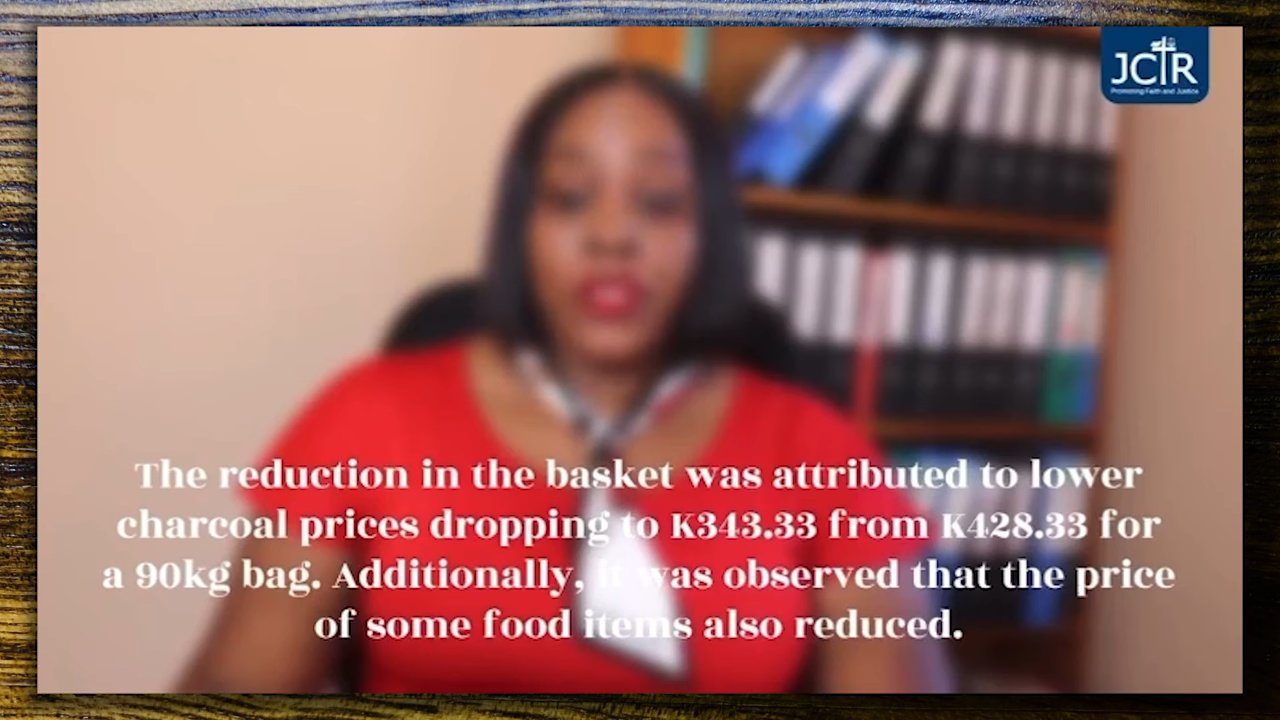 JCTR
Promoting Faith and Justice
The reduction in the basket was attributed to lower
charcoal prices dropping to K343.33 from K428.33 for
a 90kg bag. Additionally, it was observed that the price
of some food items also reduced.